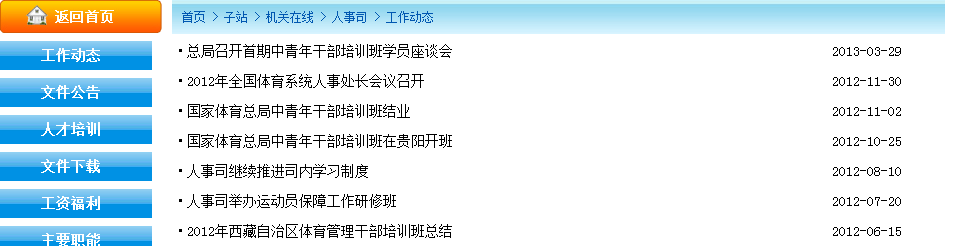 返回首页
首页 > 子站 > 机关在线 > 人事司 > 工作动态
工作动态
文件公告
人才培训
文件下载
工资福利
主要职能
·总局召开首期中青年干部培训班学员座谈会 2013-03-29
·2012年全国体育系统人事处长会议召开 2012-11-30
·国家体育总局中青年干部培训班结业 2012-11-02
·国家体育总局中青年干部培训班在贵阳开班 2012-10-25
·人事司继续推进司内学习制度 2012-08-10
·人事司举办运动员保障工作研修班 2012-07-20
·2012年西藏自治区体育管理干部培训班总结 2012-06-15